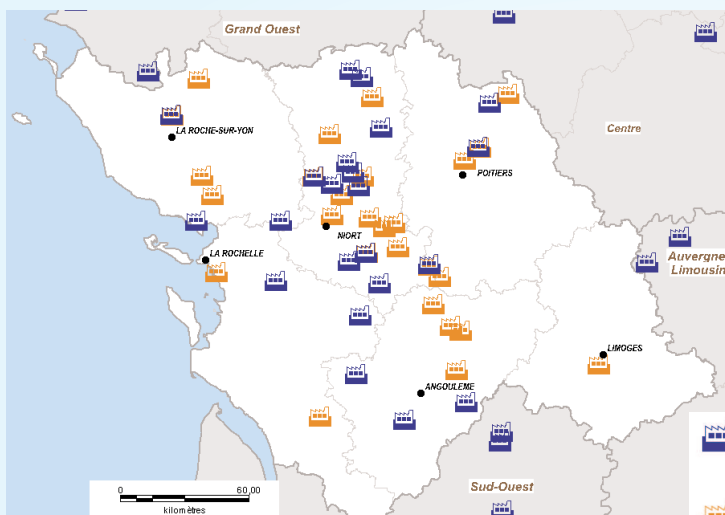 Grand Ouest
Centre
LA ROCHE-SUR-YON
POITIERS
NIORT
LA ROCHELLE
Auvergne
Limousin
LIMOGES
ANGOULEME
Sud-Ouest
0 60,00
kilomètres